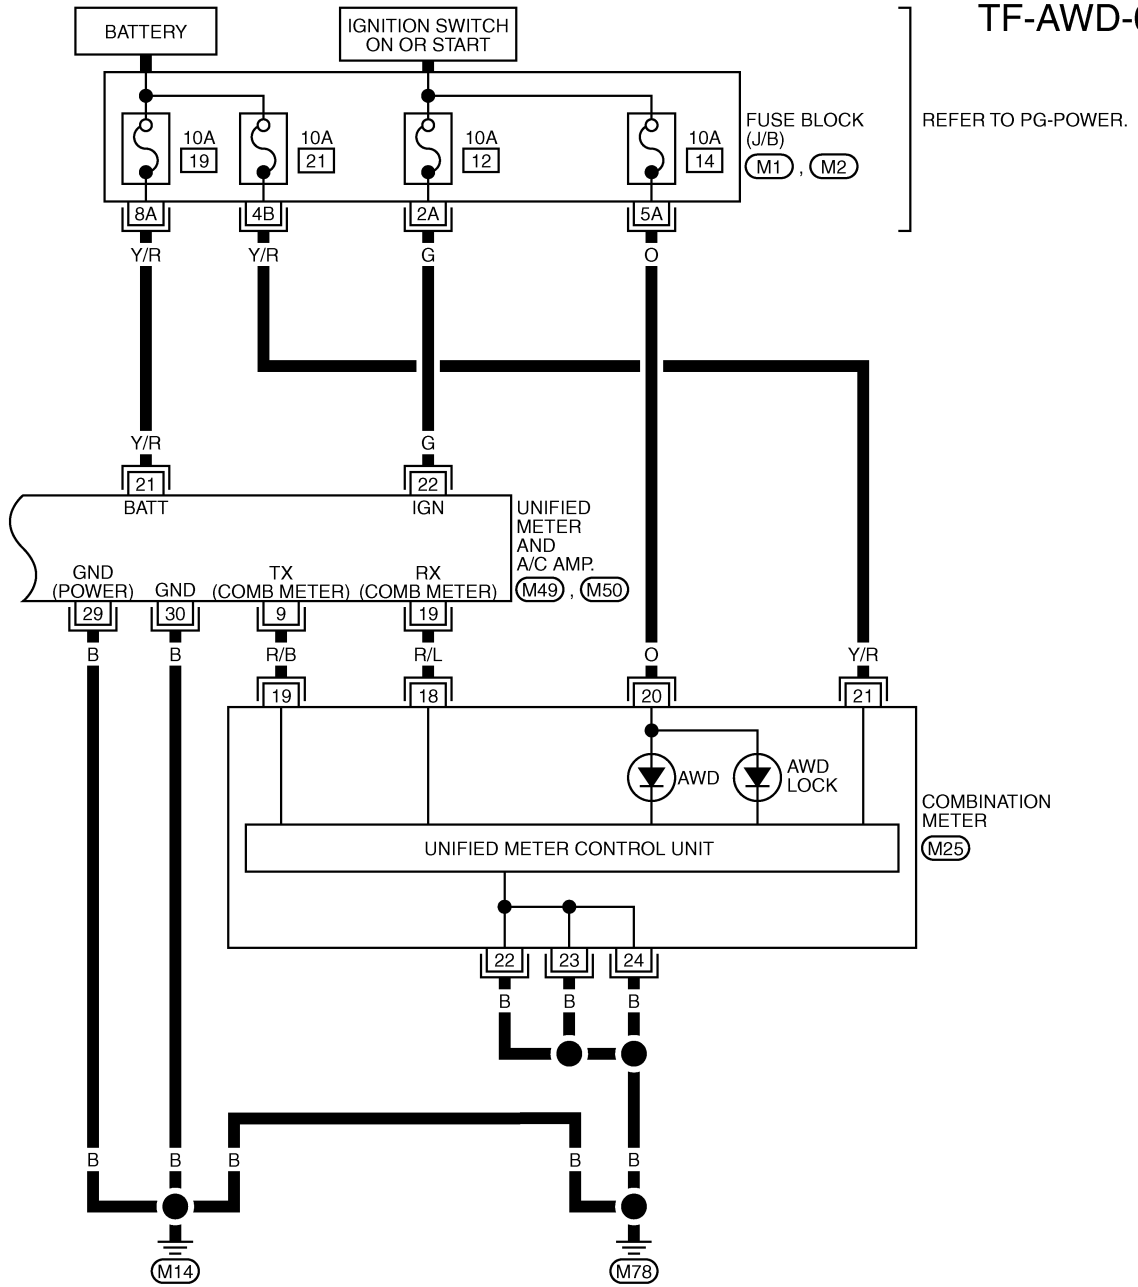 TF-AWD-
BATTERY
IGNITION SWITCH
ON OR START
FUSE BLOCK
(J/B)
M1 , M2
REFER TO PG-POWER.
10A
19
10A
21
10A
12
10A
14
8A
4B
2A
5A
Y/R
Y/R
G
O
Y/R
G
21
22
BATT
IGN
UNIFIED
METER
AND
A/C AMP.
M49 , M50
GND
(POWER)
GND
TX
(COMB METER)
RX
(COMB METER)
29
30
9
19
B
B
R/B
R/L
O
Y/R
19
18
20
21
AWD
AWD
LOCK
COMBINATION
METER
M25
UNIFIED METER CONTROL UNIT
22
23
24
B
B
B
B
B
B
B
B
M14
M78